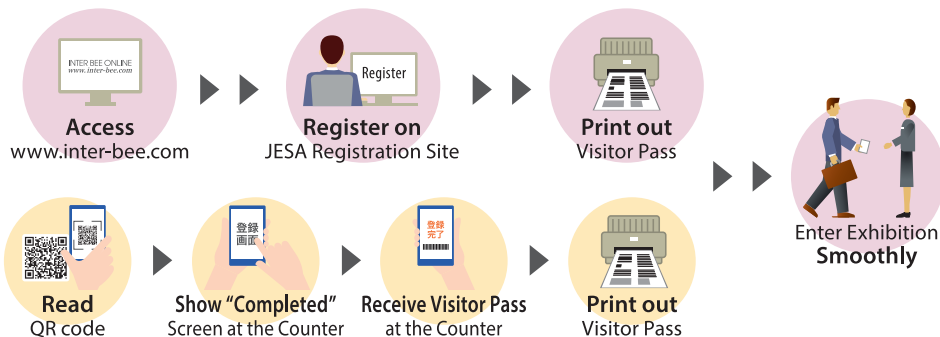 INTER BEE ONLINE
www.inter-bee.com
Register
Access
www.inter-bee.com
Register on
JESA Registration Site
Print out
Visitor Pass
登録
画面
登録
完了
Read
QR code
Show “Completed”
Screen at the Counter
Receive Visitor Pass
at the Counter
Print out
Visitor Pass
Enter Exhibition
Smoothly